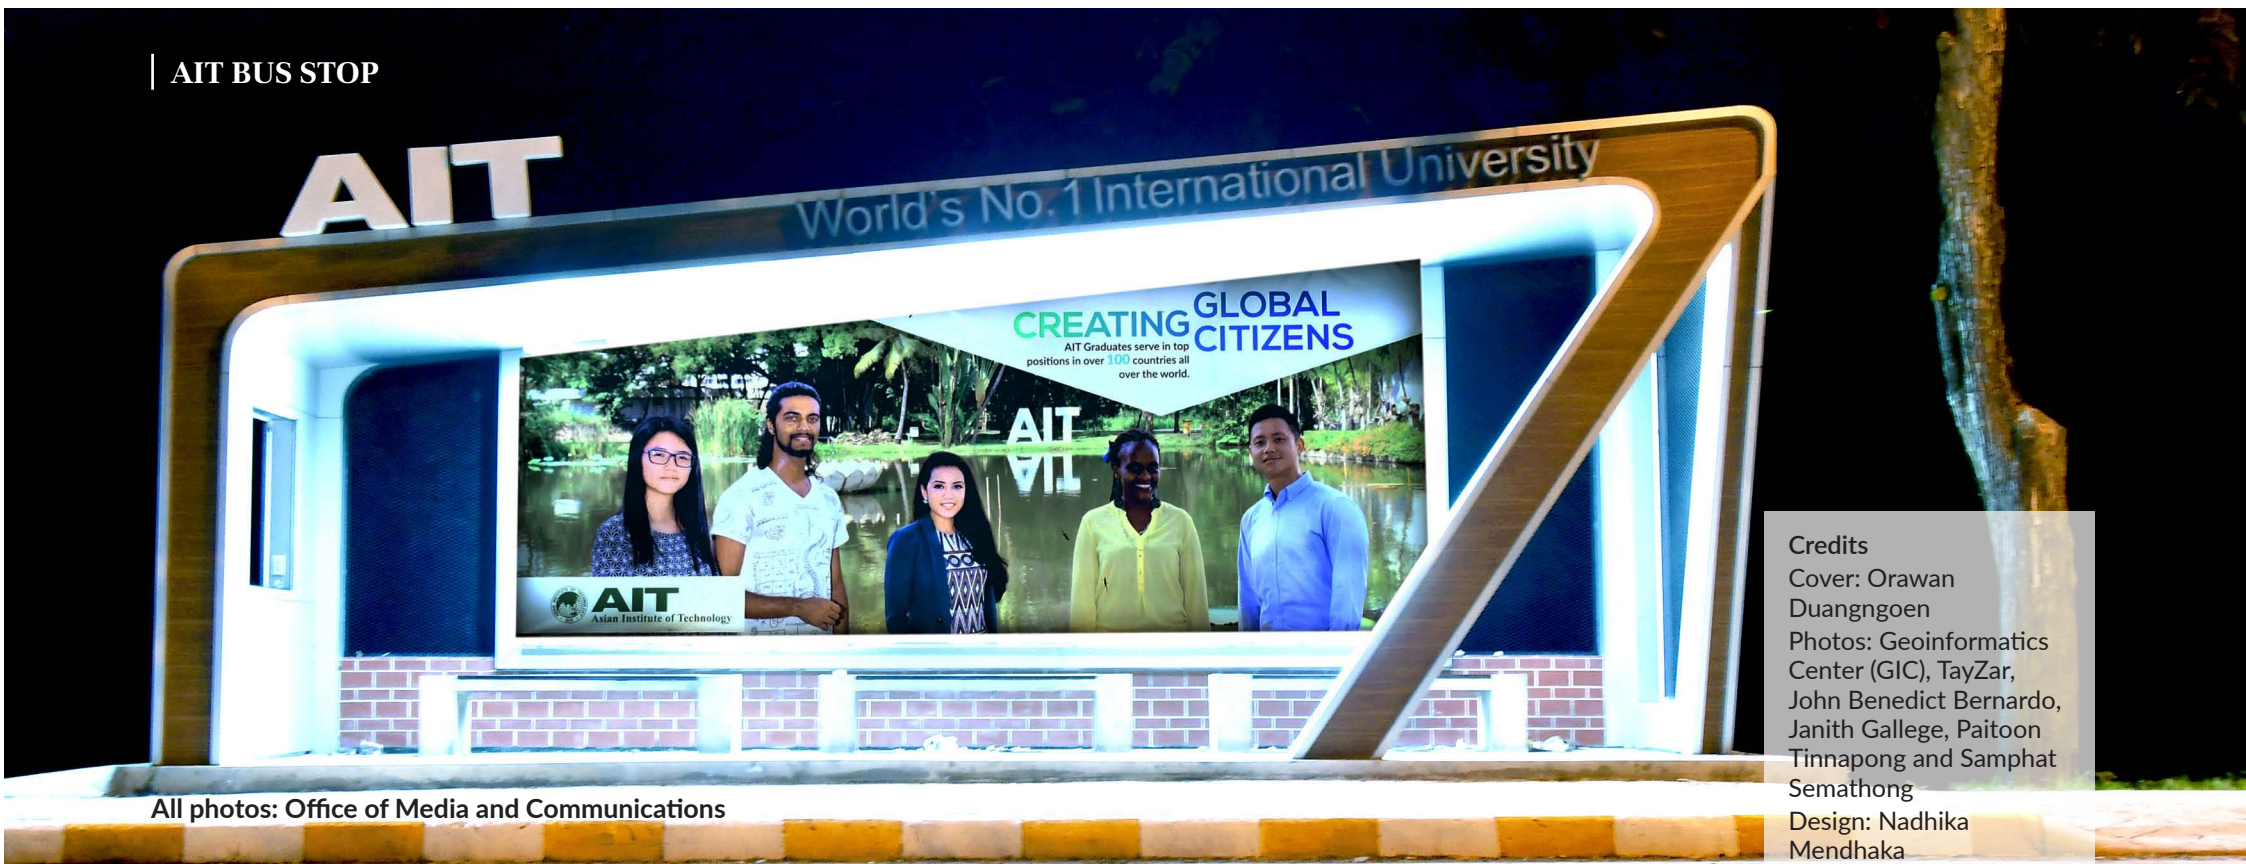 AIT BUS STOP
AIT
World's No.1 International University
CREATING GLOBAL
CITIZENS
AIT Graduates serve in top
positions in over 100 countries all
over the world.
AIT
AIT
Asian Institute of Technology
All photos: Office of Media and Communications
Credits
Cover: Orawan
Duangngoen
Photos: Geoinformatics
Center (GIC), TayZar,
John Benedict Bernardo,
Janith Gallege, Paitoon
Tinnapong and Samphat
Semathong
Design: Nadhika
Mendhaka